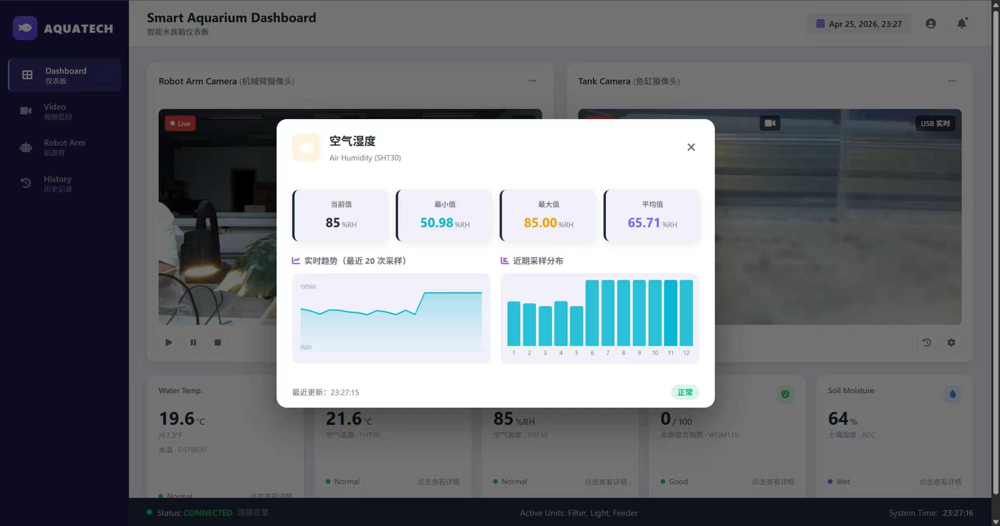 AQUATECH
Smart Aquarium Dashboard
智能水族箱仪表板
Apr 25, 2026, 23:27
Dashboard
仪表板
Video
视频监控
Robot Arm
机器臂
History
历史记录
Robot Arm Camera (机械臂摄像头)
Live
Tank Camera (鱼缸摄像头)
USB 实时
空气湿度
Air Humidity (SHT30)
当前值
85 %RH
最小值
50.98 %RH
最大值
85.00 %RH
平均值
65.71 %RH
实时趋势（最近 20 次采样）
100%RH
0%RH
近期采样分布
1 2 3 4 5 6 7 8 9 10 11 12
最近更新：23:27:15
正常
Water Temp.
19.6 °C
/67.3°F
水温 · DS18B20
Normal
点击查看详情
21.6 °C
空气温度 · SHT30
Normal
点击查看详情
85 %RH
空气湿度 · SHT30
Normal
点击查看详情
0 / 100
水质综合指数 · WQM11S
Good
点击查看详情
Soil Moisture
64 %
土壤湿度 · ADC
Wet
点击查看详情
Status: CONNECTED 连接正常
Active Units: Filter, Light, Feeder
System Time: 23:27:16